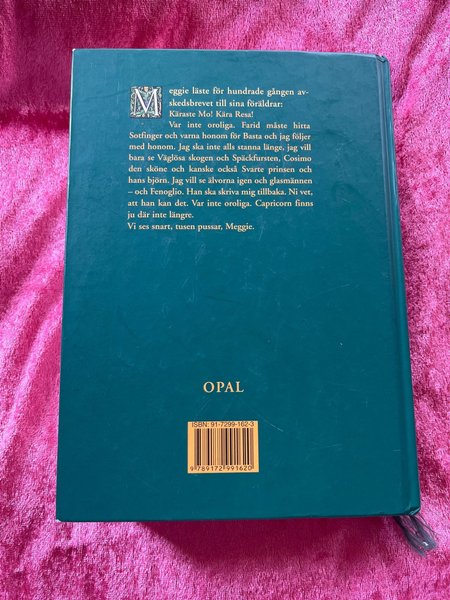 Meggie läste för hundrade gången av-
skedsbrevet till sina föräldrar:
Käraste Mo! Kära Resa!
Var inte oroliga. Farid måste hitta
Sotfinger och varna honom för Basta och jag följer
med honom. Jag ska inte alls stanna länge, jag vill
bara se Väglösa skogen och Späckfursten, Cosimo
den sköne och kanske också Svarte prinsen och
hans björn. Jag vill se älvorna igen och glasmännen
– och Fenoglio. Han ska skriva mig tillbaka. Ni vet,
att han kan det. Var inte oroliga. Capricorn finns
ju där inte längre.
Vi ses snart, tusen pussar, Meggie.
OPAL
ISBN: 91-7299-162-3
9 789172 991620